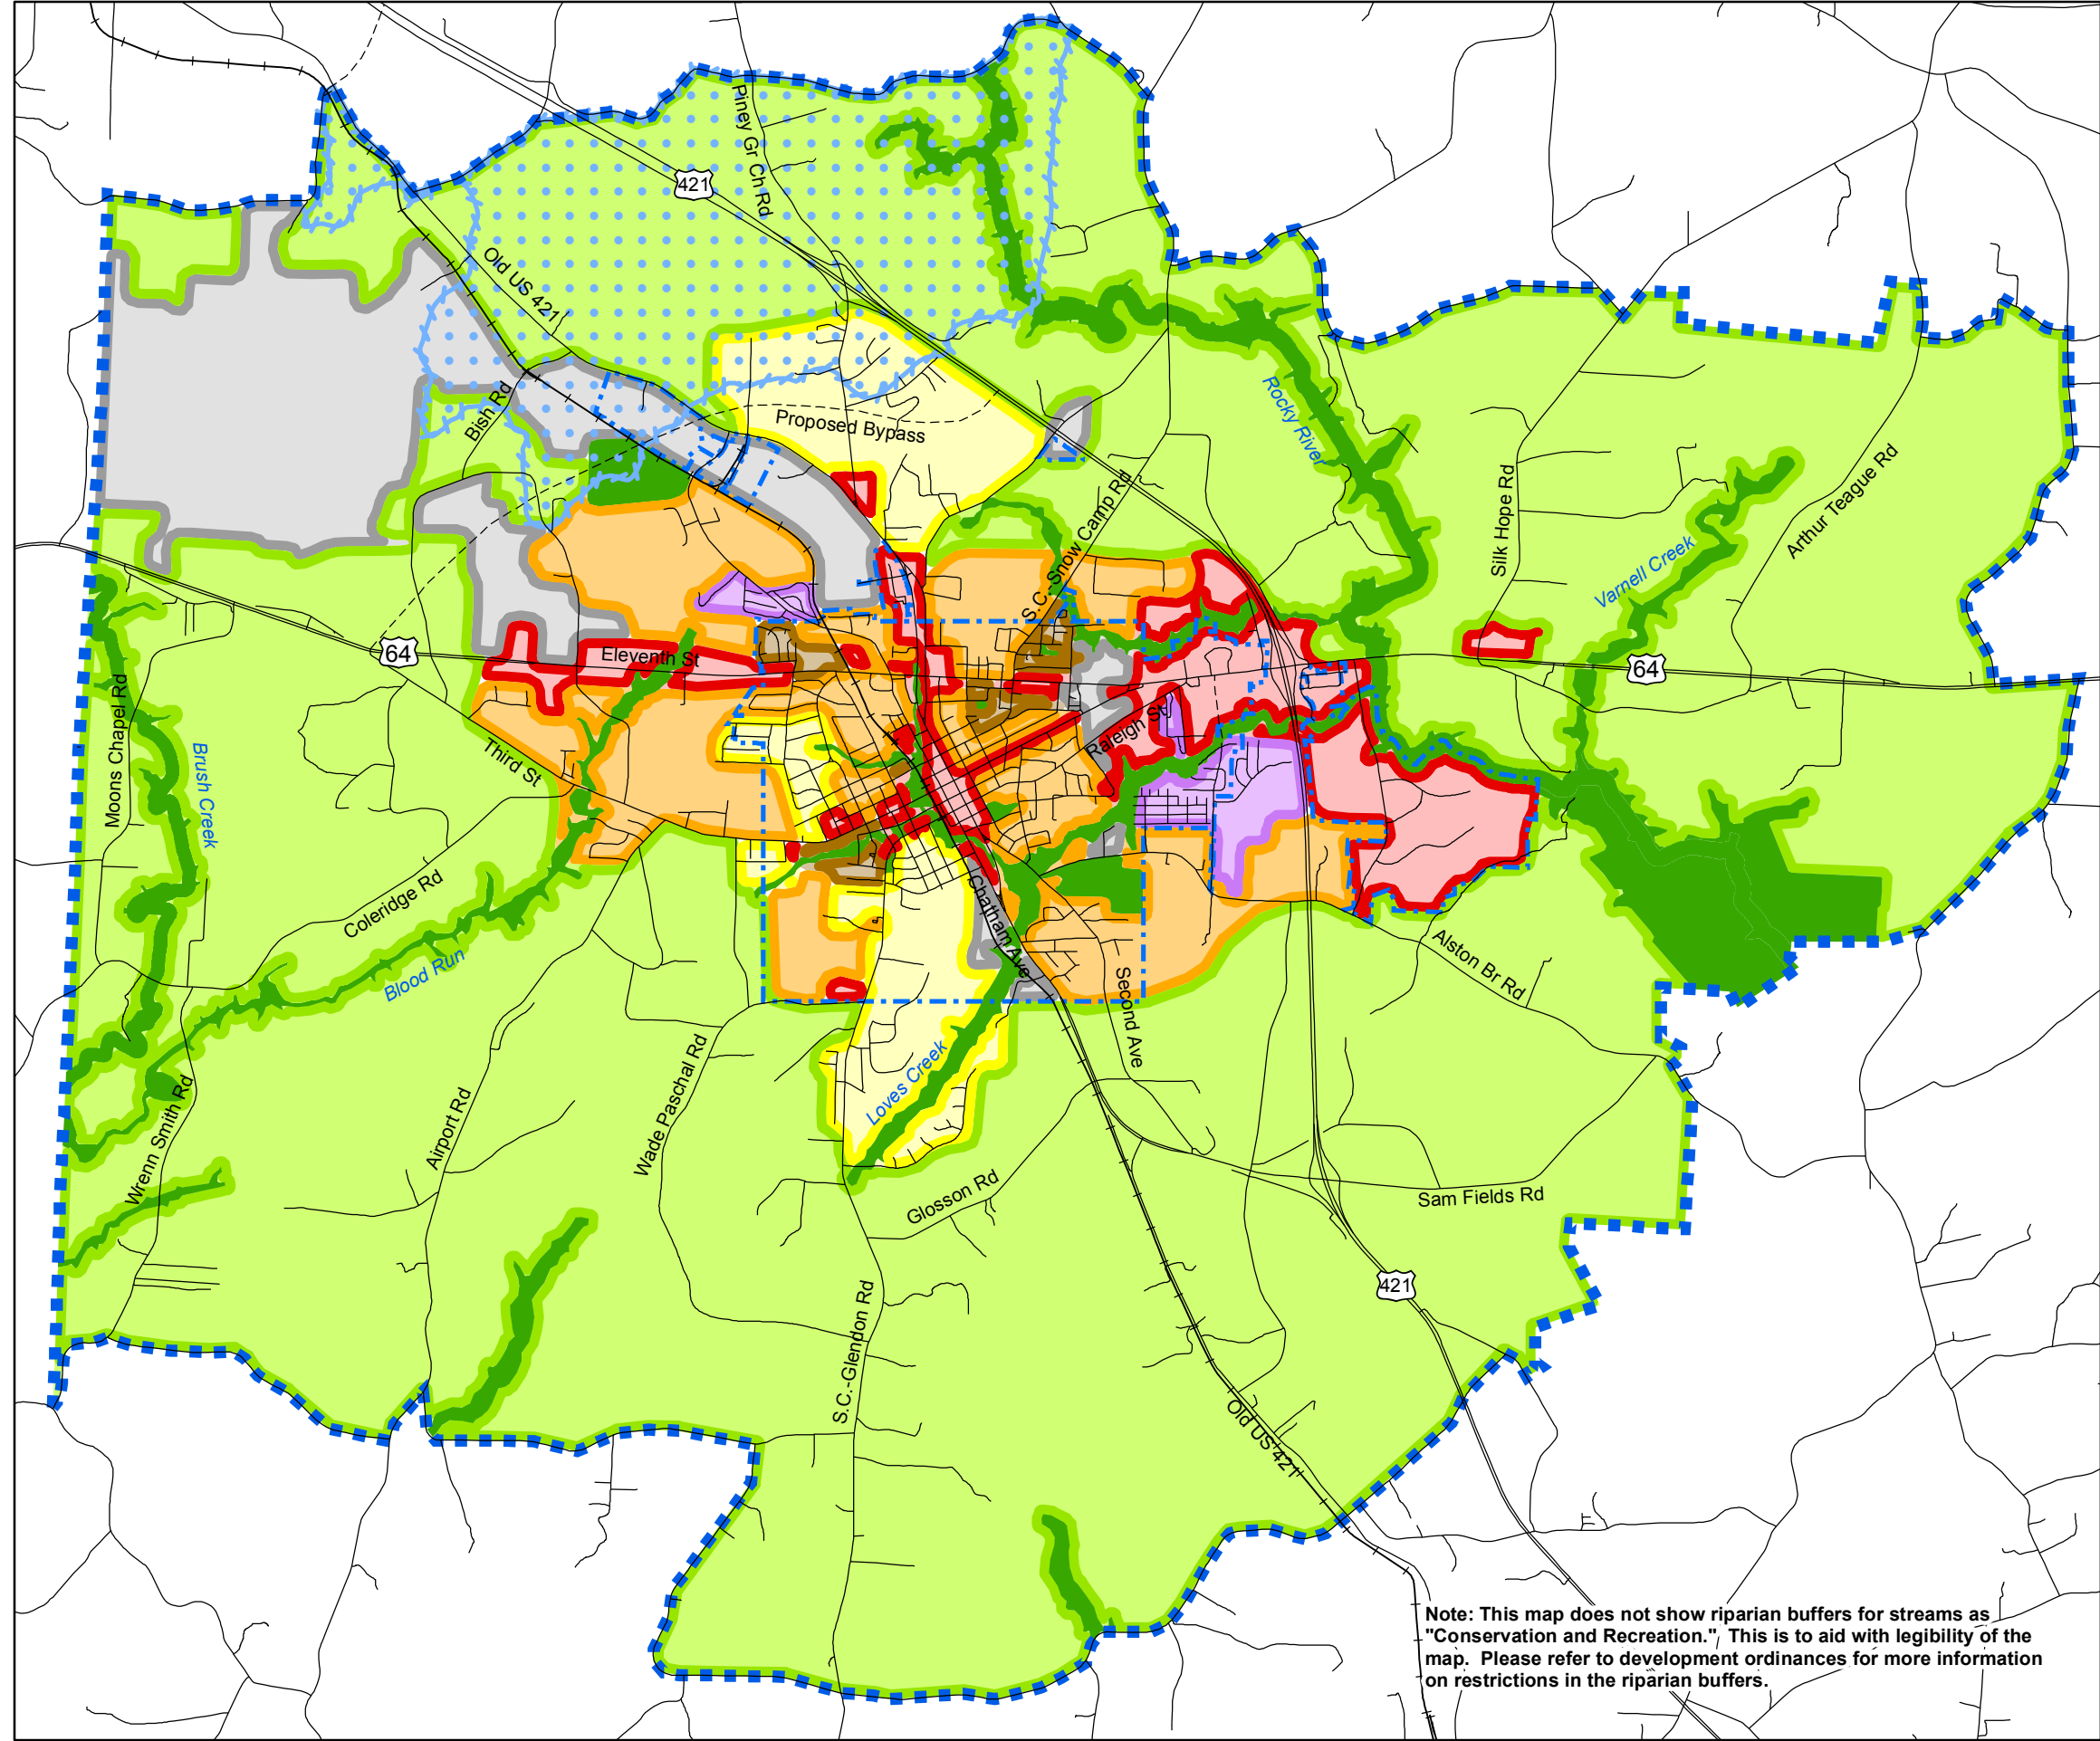 Piney Gr Ch Rd
421
Old US 421
Bish Rd
Proposed Bypass
Rocky River
S.C.-Snow Camp Rd
Silk Hope Rd
Arthur Teague Rd
Varnell Creek
64
Eleventh St
64
Moons Chapel Rd
Brush Creek
Third St
Raleigh St
Coleridge Rd
Blood Run
Chatham Ave
Second Ave
Alston Br Rd
Wrenn Smith Rd
Airport Rd
Wade Paschal Rd
Loves Creek
Glosson Rd
Sam Fields Rd
421
S.C.-Glendon Rd
Old US 421
Note: This map does not show riparian buffers for streams as
"Conservation and Recreation." This is to aid with legibility of the
map. Please refer to development ordinances for more information
on restrictions in the riparian buffers.